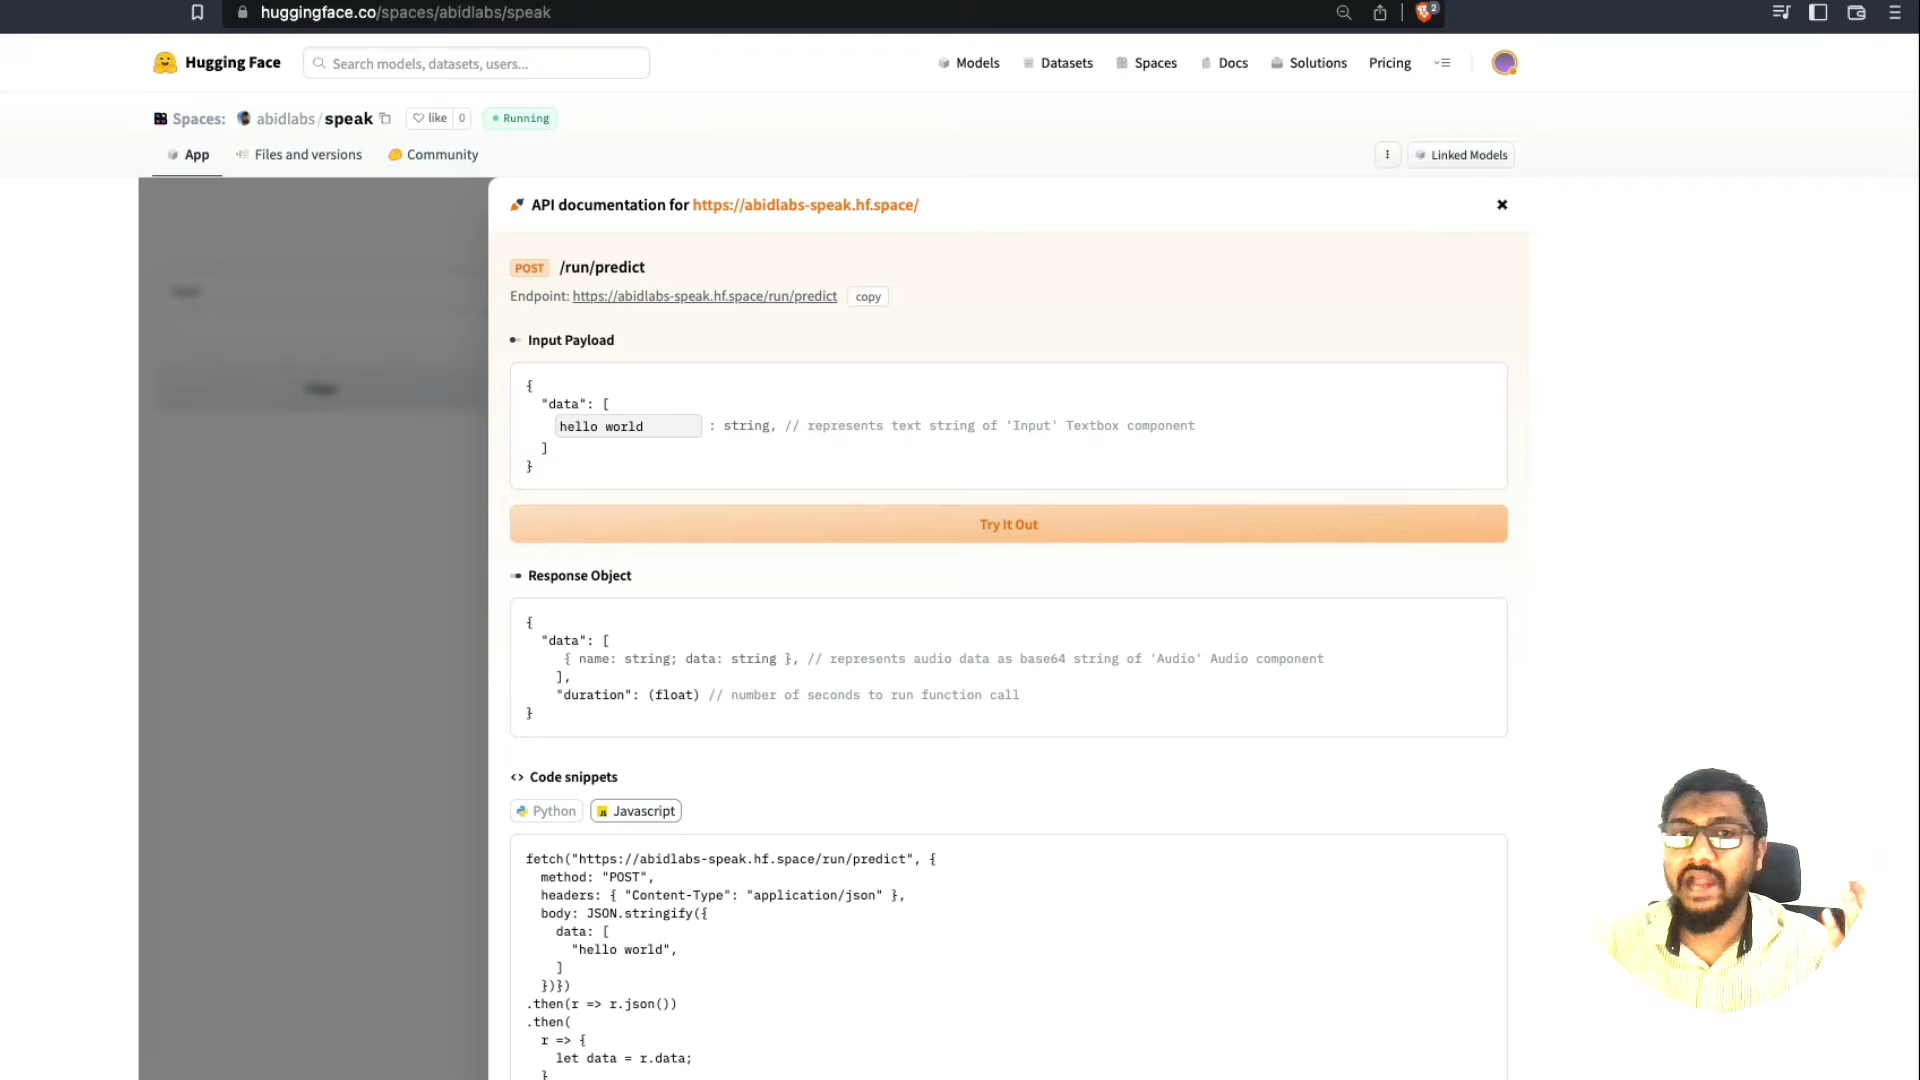 huggingface.co/spaces/abidlabs/speak
2
Hugging Face
Search models, datasets, users...
Models
Datasets
Spaces
Docs
Solutions
Pricing
Spaces: abidlabs/speak
like 0
Running
App
Files and versions
Community
Linked Models
API documentation for https://abidlabs-speak.hf.space/
POST /run/predict
Endpoint: https://abidlabs-speak.hf.space/run/predict copy
Input Payload
{
"data": [
hello world : string, // represents text string of 'Input' Textbox component
]
}
Try It Out
Response Object
{
"data": [
{ name: string; data: string }, // represents audio data as base64 string of 'Audio' Audio component
],
"duration": (float) // number of seconds to run function call
}
<> Code snippets
Python
JS Javascript
fetch("https://abidlabs-speak.hf.space/run/predict", {
method: "POST",
headers: { "Content-Type": "application/json" },
body: JSON.stringify({
data: [
"hello world",
]
})})
.then(r => r.json())
.then(
r => {
let data = r.data;
}